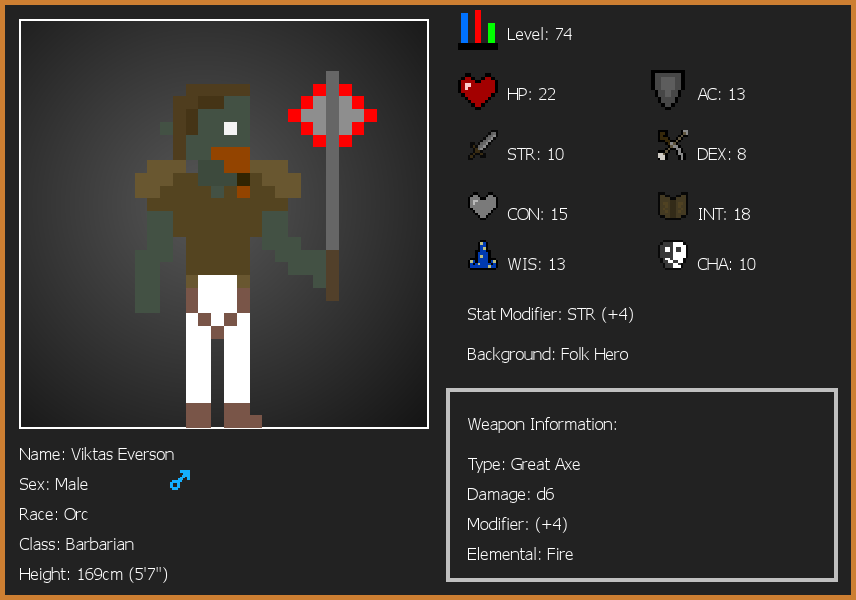 Level: 74
HP: 22
AC: 13
STR: 10
DEX: 8
CON: 15
INT: 18
WIS: 13
CHA: 10
Stat Modifier: STR (+4)
Background: Folk Hero
Weapon Information:
Type: Great Axe
Damage: d6
Modifier: (+4)
Elemental: Fire
Name: Viktas Everson
Sex: Male
Race: Orc
Class: Barbarian
Height: 169cm (5'7")